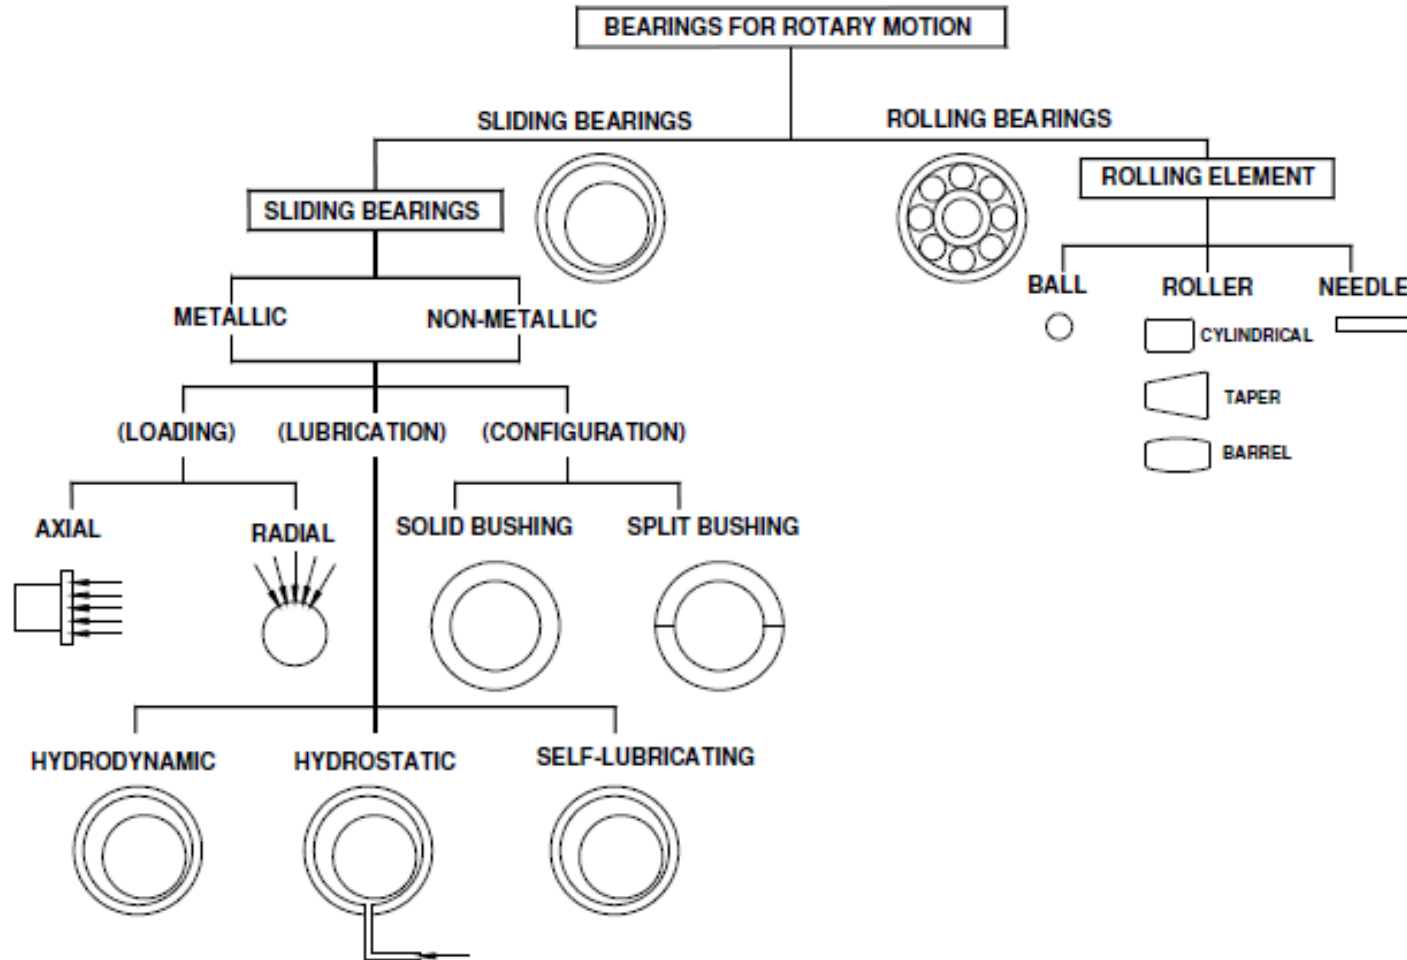 BEARINGS FOR ROTARY MOTION
SLIDING BEARINGS
ROLLING BEARINGS
SLIDING BEARINGS
ROLLING ELEMENT
METALLIC
NON-METALLIC
BALL
ROLLER
NEEDLE
CYLINDRICAL
TAPER
BARREL
(LOADING)
(LUBRICATION)
(CONFIGURATION)
AXIAL
RADIAL
SOLID BUSHING
SPLIT BUSHING
HYDRODYNAMIC
HYDROSTATIC
SELF-LUBRICATING